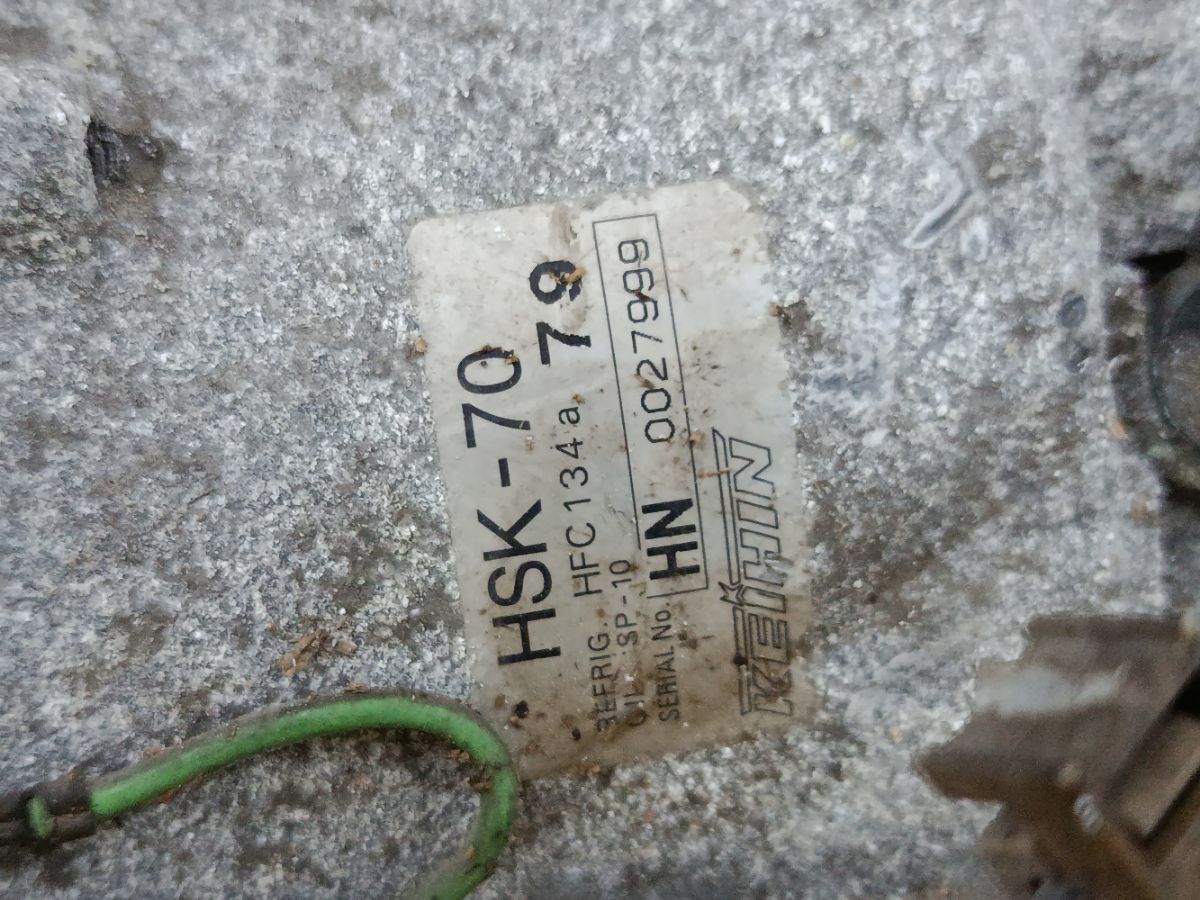 HSK-70
REFRIG. HFC134a 79
OIL SP-10
SERIAL No. HN 0027999
KEIHIN